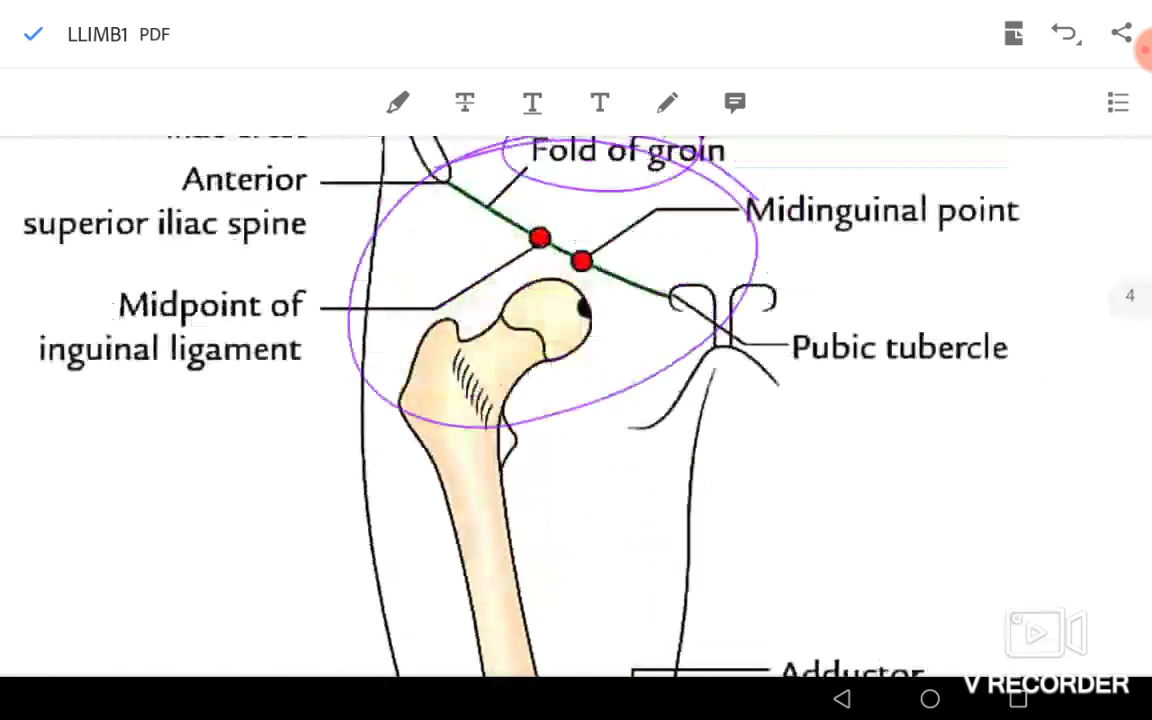 LLIMB1 PDF
Fold of groin
Anterior
superior iliac spine
Midinguinal point
4
Midpoint of
inguinal ligament
Pubic tubercle
Adductor
V RECORDER